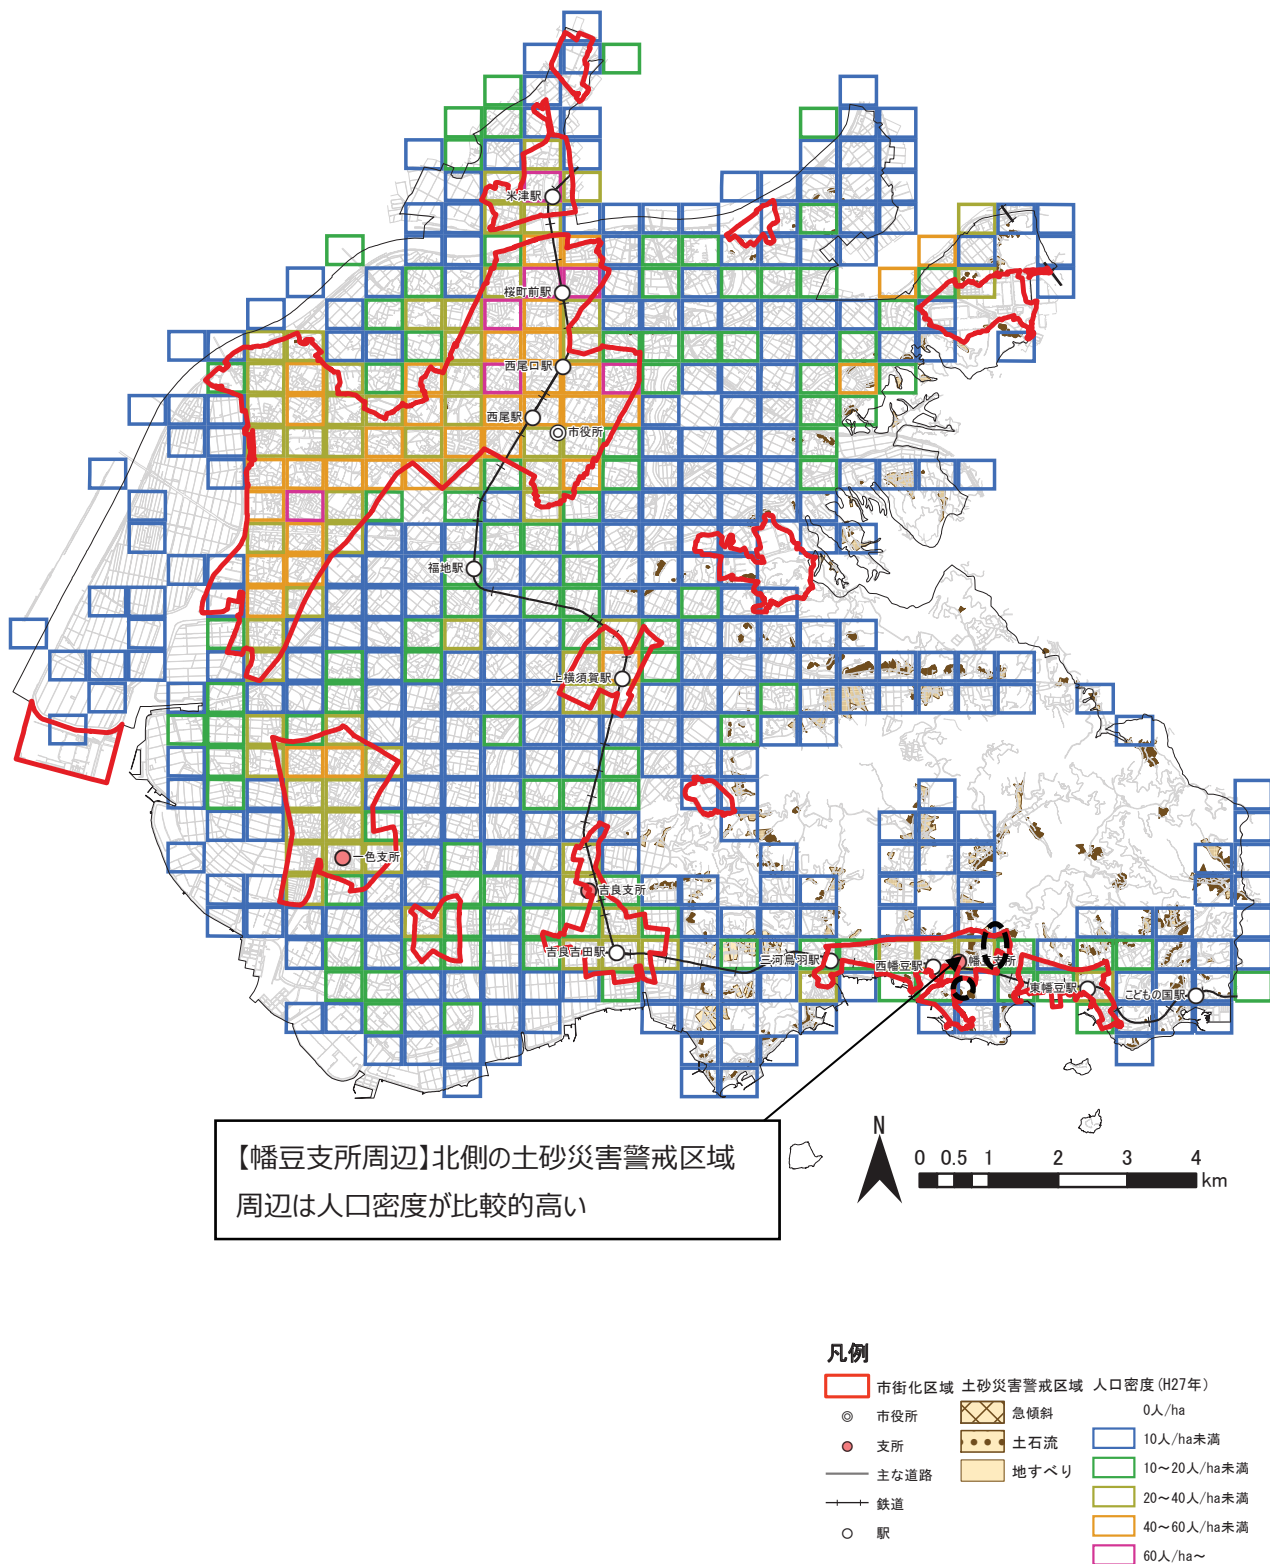 米津駅
桜町前駅
西尾口駅
西尾駅
市役所
福地駅
上横須賀駅
一色支所
吉良支所
吉良吉田駅
三河鳥羽駅
西幡豆駅
支所
東幡豆駅
こどもの国駅
【幡豆支所周辺】北側の土砂災害警戒区域
周辺は人口密度が比較的高い
N
0 0.5 1 2 3 4
km
凡例
市街化区域 土砂災害警戒区域 人口密度(H27年)
0人/ha
市役所 急傾斜
10人/ha未満
支所 土石流
10～20人/ha未満
主な道路 地すべり
20～40人/ha未満
鉄道
40～60人/ha未満
駅
60人/ha～